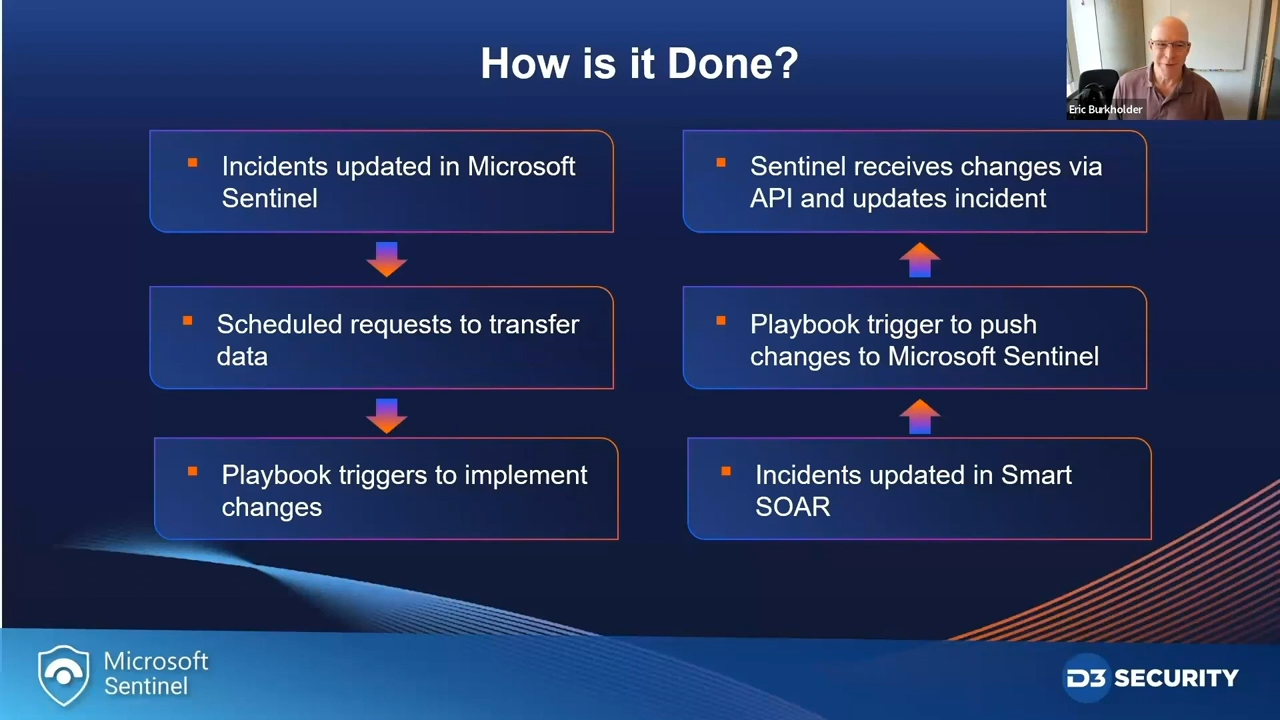 How is it Done?
Eric Burkholder
Incidents updated in Microsoft
Sentinel
Scheduled requests to transfer
data
Playbook triggers to implement
changes
Sentinel receives changes via
API and updates incident
Playbook trigger to push
changes to Microsoft Sentinel
Incidents updated in Smart
SOAR
Microsoft
Sentinel
D3 SECURITY